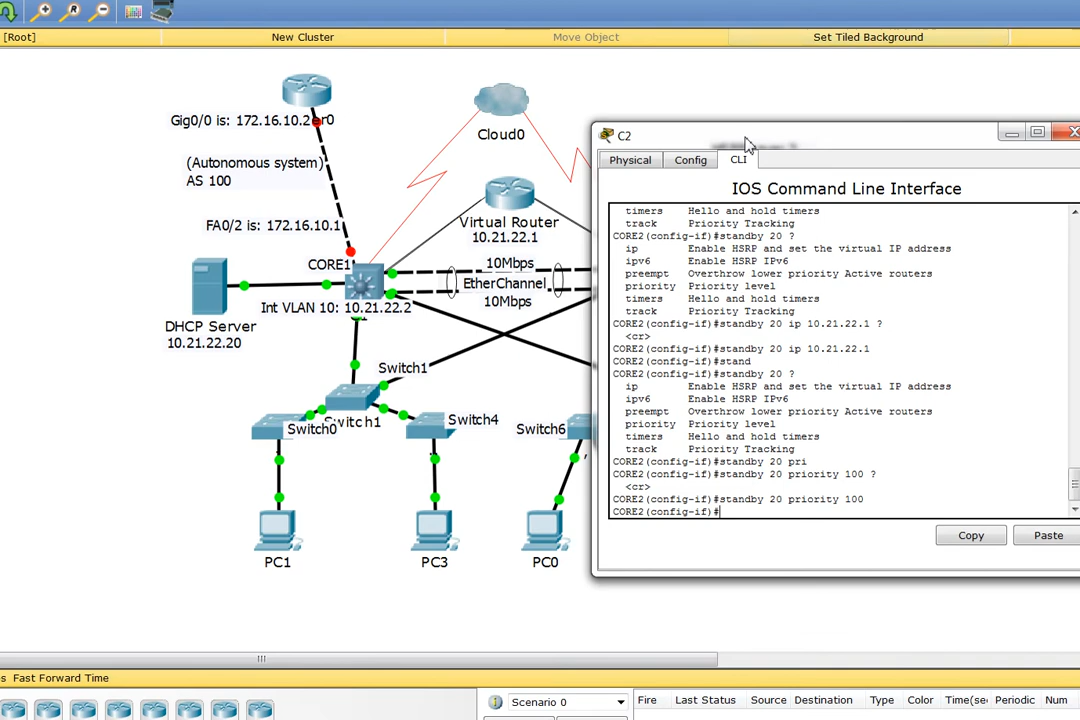 [Root]
New Cluster
Move Object
Set Tiled Background
Gig0/0 is: 172.16.10.2
er0
(Autonomous system)
AS 100
FA0/2 is: 172.16.10.1
CORE1
Int VLAN 10: 10.21.22.2
DHCP Server
10.21.22.20
Cloud0
Virtual Router
10.21.22.1
10Mbps
EtherChannel
10Mbps
Switch1
Switch0
witch1
Switch4
Switch6
PC1
PC3
PC0
C2
Physical
Config
CLI
IOS Command Line Interface
timers Hello and hold timers
track Priority Tracking
CORE2(config-if)#standby 20 ?
ip Enable HSRP and set the virtual IP address
ipv6 Enable HSRP IPv6
preempt Overthrow lower priority Active routers
priority Priority level
timers Hello and hold timers
track Priority Tracking
CORE2(config-if)#standby 20 ip 10.21.22.1 ?
<cr>
CORE2(config-if)#standby 20 ip 10.21.22.1
CORE2(config-if)#stand
CORE2(config-if)#standby 20 ?
ip Enable HSRP and set the virtual IP address
ipv6 Enable HSRP IPv6
preempt Overthrow lower priority Active routers
priority Priority level
timers Hello and hold timers
track Priority Tracking
CORE2(config-if)#standby 20 pri
CORE2(config-if)#standby 20 priority 100 ?
<cr>
CORE2(config-if)#standby 20 priority 100
CORE2(config-if)#
Copy
Paste
s Fast Forward Time
Scenario 0
Fire Last Status Source Destination Type Color Time(sec Periodic Num